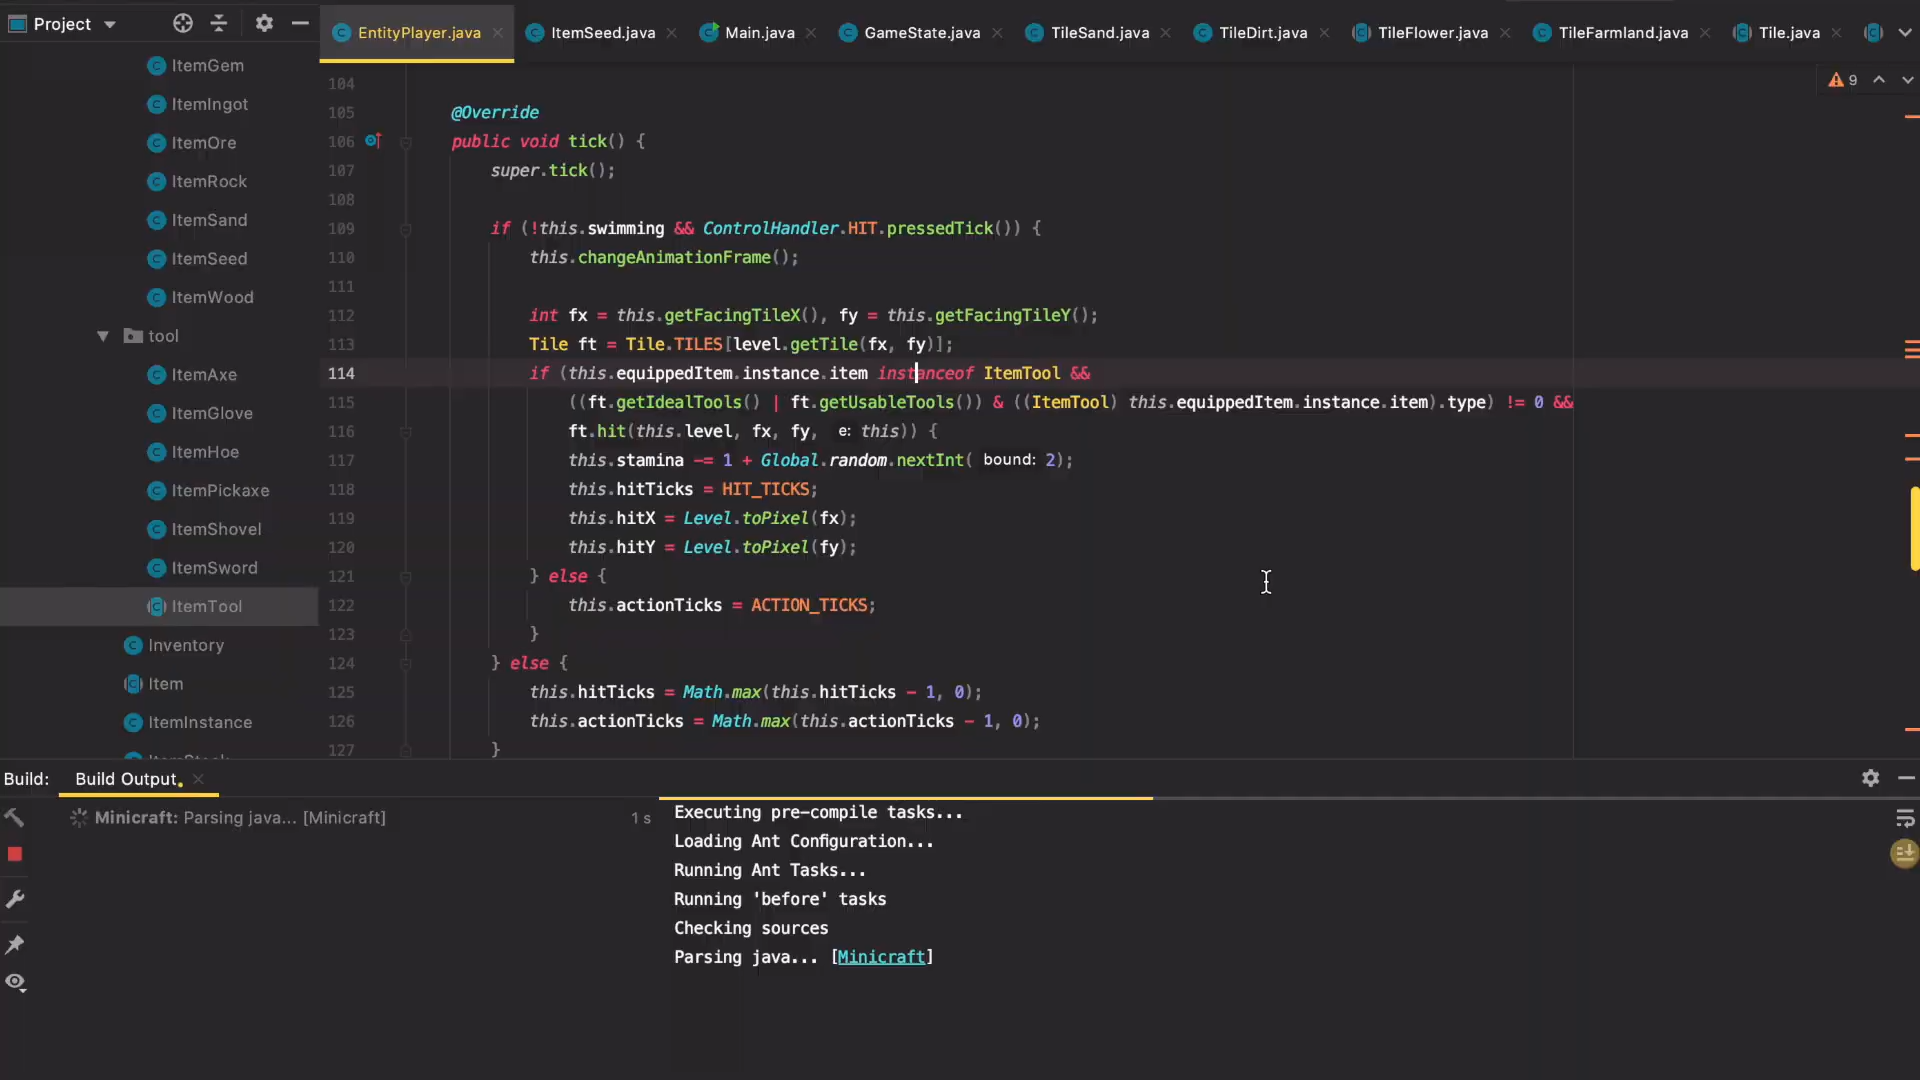 Project
EntityPlayer.java
ItemSeed.java
Main.java
GameState.java
TileSand.java
TileDirt.java
TileFlower.java
TileFarmland.java
Tile.java
9
ItemGem
ItemIngot
ItemOre
ItemRock
ItemSand
ItemSeed
ItemWood
tool
ItemAxe
ItemGlove
ItemHoe
ItemPickaxe
ItemShovel
ItemSword
ItemTool
Inventory
Item
ItemInstance
104
105 @Override
106 public void tick() {
107 super.tick();
108
109 if (!this.swimming && ControlHandler.HIT.pressedTick()) {
110 this.changeAnimationFrame();
111
112 int fx = this.getFacingTileX(), fy = this.getFacingTileY();
113 Tile ft = Tile.TILES[level.getTile(fx, fy)];
114 if (this.equippedItem.instance.item instanceof ItemTool &&
115 ((ft.getIdealTools() | ft.getUsableTools()) & ((ItemTool) this.equippedItem.instance.item).type) != 0 &&
116 ft.hit(this.level, fx, fy, e: this)) {
117 this.stamina -= 1 + Global.random.nextInt( bound: 2);
118 this.hitTicks = HIT_TICKS;
119 this.hitX = Level.toPixel(fx);
120 this.hitY = Level.toPixel(fy);
121 } else {
122 this.actionTicks = ACTION_TICKS;
123 }
124 } else {
125 this.hitTicks = Math.max(this.hitTicks - 1, 0);
126 this.actionTicks = Math.max(this.actionTicks - 1, 0);
127 }
Build: Build Output
Minicraft: Parsing java... [Minicraft] 1 s
Executing pre-compile tasks...
Loading Ant Configuration...
Running Ant Tasks...
Running 'before' tasks
Checking sources
Parsing java... [Minicraft]